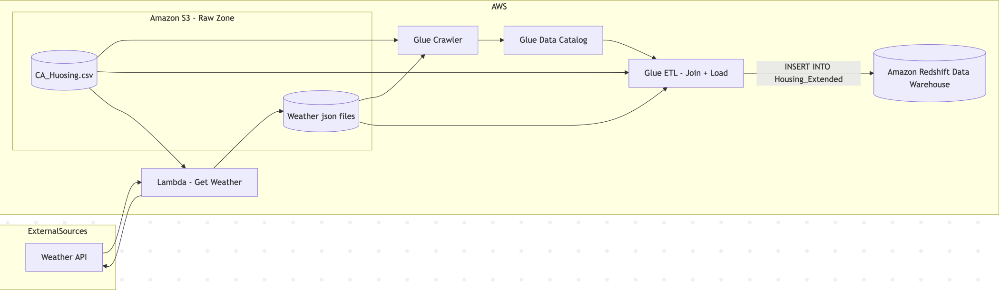 AWS
Amazon S3 - Raw Zone
CA_Huosing.csv
Weather json files
Glue Crawler
Glue Data Catalog
Glue ETL - Join + Load
INSERT INTO
Housing_Extended
Amazon Redshift Data
Warehouse
Lambda - Get Weather
ExternalSources
Weather API